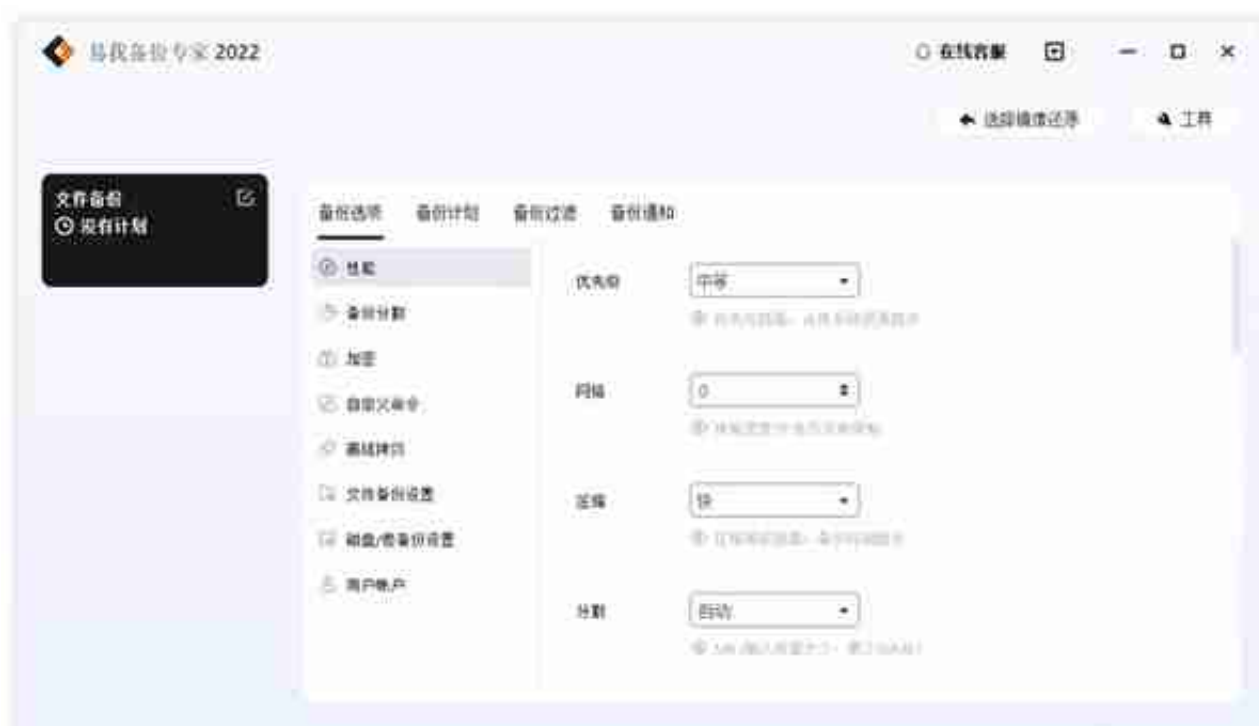 易我备份专家 2022
在线客服
选择镜像还原
工具
文件备份
没有计划
备份选项 备份计划 备份过滤 备份通知
性能
备份分割
加密
自定义命令
离线拷贝
文件备份设置
磁盘/卷备份设置
用户帐户
优先级
中等
网络
0
压缩
快
分割
自动